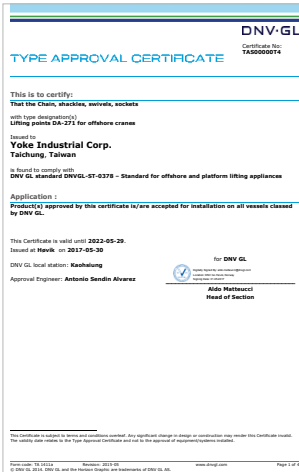 DNV·GL
Certificate No:
TAS00000T4
TYPE APPROVAL CERTIFICATE
This is to certify:
That the Chain, shackles, swivels, sockets
with type designation(s)
Lifting points DA-271 for offshore cranes
Issued to
Yoke Industrial Corp.
Taichung, Taiwan
is found to comply with
DNV GL standard DNVGL-ST-0378 – Standard for offshore and platform lifting appliances
Application :
Product(s) approved by this certificate is/are accepted for installation on all vessels classed
by DNV GL.
This Certificate is valid until 2022-05-29.
Issued at Høvik on 2017-05-30
for DNV GL
DNV GL local station: Kaohsiung
Approval Engineer: Antonio Sendin Alvarez
Aldo Matteucci
Head of Section
This Certificate is subject to terms and conditions overleaf. Any significant change in design or construction may render this Certificate invalid.
The validity date relates to the Type Approval Certificate and not to the approval of equipment/systems installed.
Form code: TA 1411a Revision: 2015-05 www.dnvgl.com Page 1 of 4
© DNV GL 2014. DNV GL and the Horizon Graphic are trademarks of DNV GL AS.